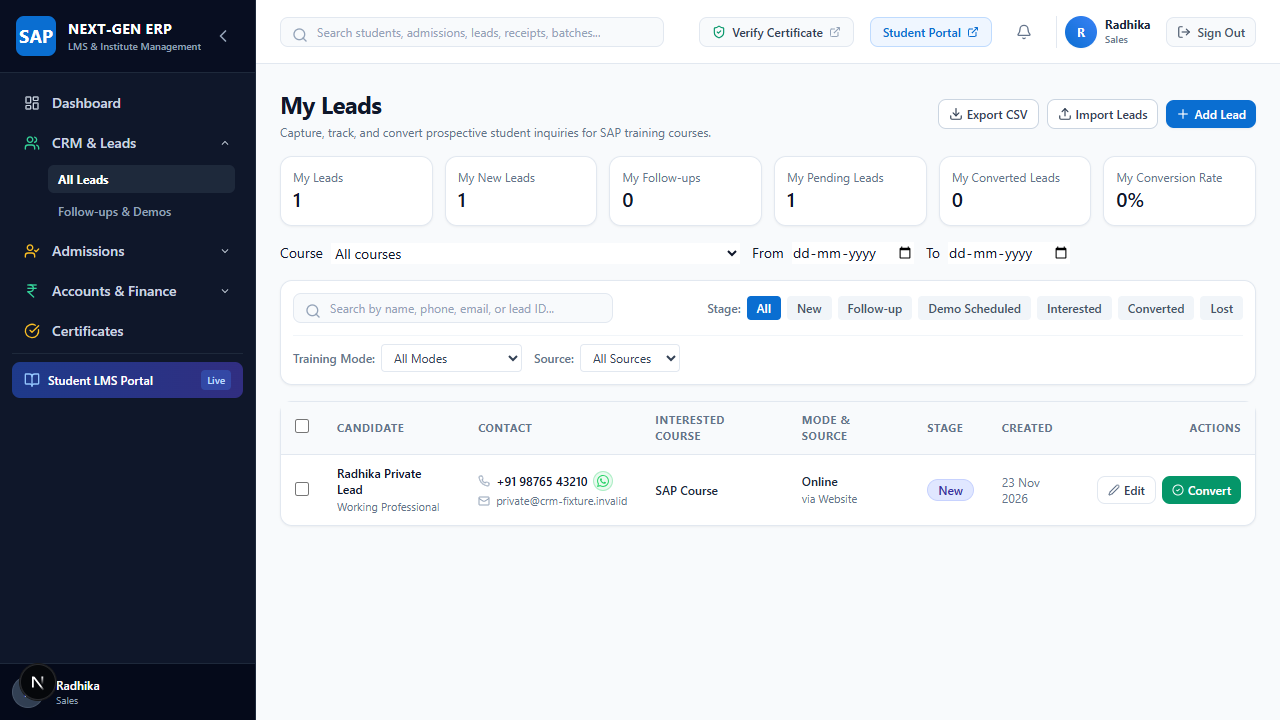 SAP
NEXT-GEN ERP
LMS & Institute Management
Search students, admissions, leads, receipts, batches...
Verify Certificate
Student Portal
R
Radhika
Sales
Sign Out
Dashboard
CRM & Leads
All Leads
Follow-ups & Demos
Admissions
Accounts & Finance
Certificates
Student LMS Portal
Live
N
Radhika
Sales
My Leads
Capture, track, and convert prospective student inquiries for SAP training courses.
Export CSV
Import Leads
Add Lead
My Leads
1
My New Leads
1
My Follow-ups
0
My Pending Leads
1
My Converted Leads
0
My Conversion Rate
0%
Course All courses From dd-mm-yyyy To dd-mm-yyyy
Search by name, phone, email, or lead ID...
Stage: All New Follow-up Demo Scheduled Interested Converted Lost
Training Mode: All Modes Source: All Sources
CANDIDATE
CONTACT
INTERESTED
COURSE
MODE &
SOURCE
STAGE
CREATED
ACTIONS
Radhika Private
Lead
Working Professional
+91 98765 43210
private@crm-fixture.invalid
SAP Course
Online
via Website
New
23 Nov
2026
Edit
Convert